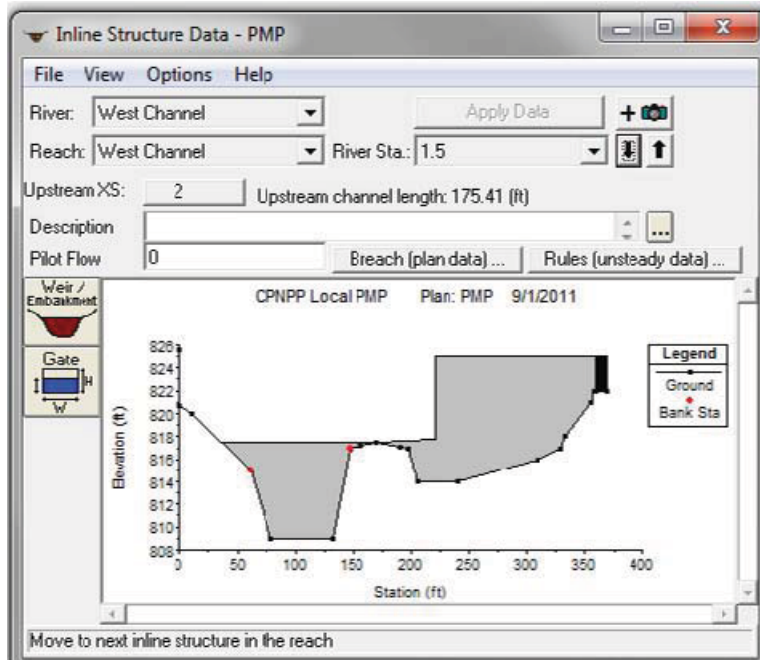 Inline Structure Data - PMP
File View Options Help
River: West Channel Apply Data
Reach: West Channel River Sta.: 1.5
Upstream XS: 2 Upstream channel length: 175.41 (ft)
Description ...
Pilot Flow 0 Breach (plan data) ... Rules (unsteady data) ...
Weir /
Embankment
Gate
H
W
CPNPP Local PMP Plan: PMP 9/1/2011
826
824
822
820
818
816
814
812
810
808
Elevation (ft)
0 50 100 150 200 250 300 350 400
Station (ft)
Legend
Ground
Bank Sta
Move to next inline structure in the reach